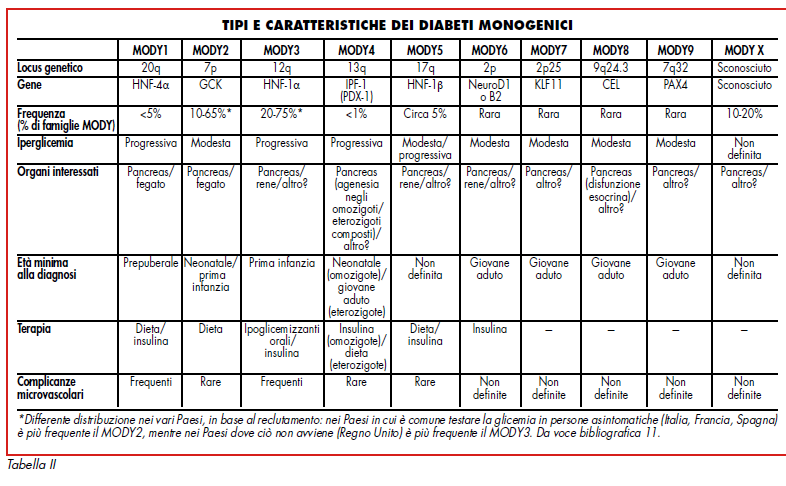 TIPI E CARATTERISTICHE DEI DIABETI MONOGENICI
MODY1 MODY2 MODY3 MODY4 MODY5 MODY6 MODY7 MODY8 MODY9 MODY X
Locus genetico 20q 7p 12q 13q 17q 2p 2p25 9q24.3 7q32 Sconosciuto
Gene HNF-4α GCK HNF-1α IPF-1 HNF-1β NeuroD1 KLF11 CEL PAX4 Sconosciuto
(PDX-1) o B2
Frequenza <5% 10-65%* 20-75%* <1% Circa 5% Rara Rara Rara Rara 10-20%
(% di famiglie MODY)
Iperglicemia Progressiva Modesta Progressiva Progressiva Modesta/ Modesta Modesta Modesta Modesta Non
progressiva definita
Organi interessati Pancreas/ Pancreas/ Pancreas/ Pancreas Pancreas/ Pancreas/ Pancreas/ Pancreas Pancreas/ Pancreas/
fegato fegato rene/altro? (agenesia rene/altro? rene/altro? altro? (disfunzione altro? altro?
negli esocrina)/
omozigoti/ altro?
eterozigoti
composti)/
altro?
Età minima Prepuberale Neonatale/ Prima infanzia Neonatale Non Giovane Giovane Giovane Giovane Non
alla diagnosi prima (omozigote)/ definita aduto aduto aduto aduto definita
infanzia giovane
aduto
(eterozigote)
Terapia Dieta/ Dieta Ipoglicemizzanti Insulina Dieta/ Insulina – – – –
insulina orali/ (omozigote)/ insulina
insulina dieta
(eterozigote)
Complicanze Frequenti Rare Frequenti Rare Rare Non Non Non Non Non
microvascolari definite definite definite definite definite
*Differente distribuzione nei vari Paesi, in base al reclutamento: nei Paesi in cui è comune testare la glicemia in persone asintomatiche (Italia, Francia, Spagna)
è più frequente il MODY2, mentre nei Paesi dove ciò non avviene (Regno Unito) è più frequente il MODY3. Da voce bibliografica 11.
Tabella II